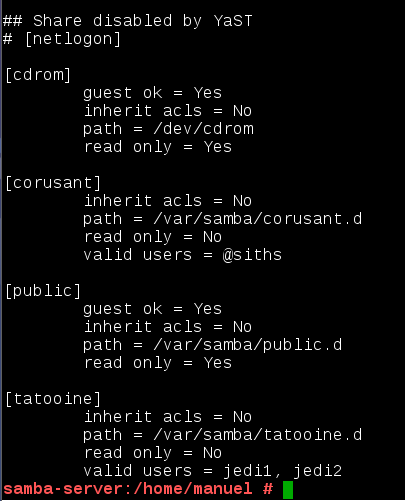 ## Share disabled by YaST
# [netlogon]
[cdrom]
guest ok = Yes
inherit acls = No
path = /dev/cdrom
read only = Yes
[corusant]
inherit acls = No
path = /var/samba/corusant.d
read only = No
valid users = @siths
[public]
guest ok = Yes
inherit acls = No
path = /var/samba/public.d
read only = Yes
[tatooine]
inherit acls = No
path = /var/samba/tatooine.d
read only = No
valid users = jedi1, jedi2
samba-server:/home/manuel #